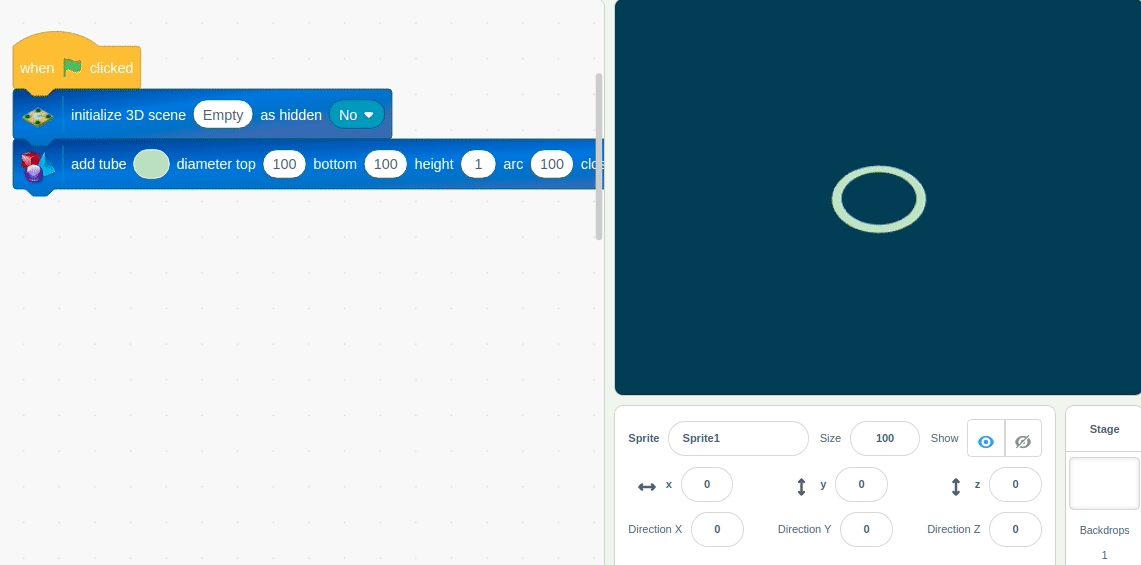 when clicked
initialize 3D scene Empty as hidden No
add tube diameter top 100 bottom 100 height 1 arc 100
Sprite Sprite1 Size 100 Show
x 0 y 0 z 0
Direction X 0 Direction Y 0 Direction Z 0
Stage
Backdrops
1